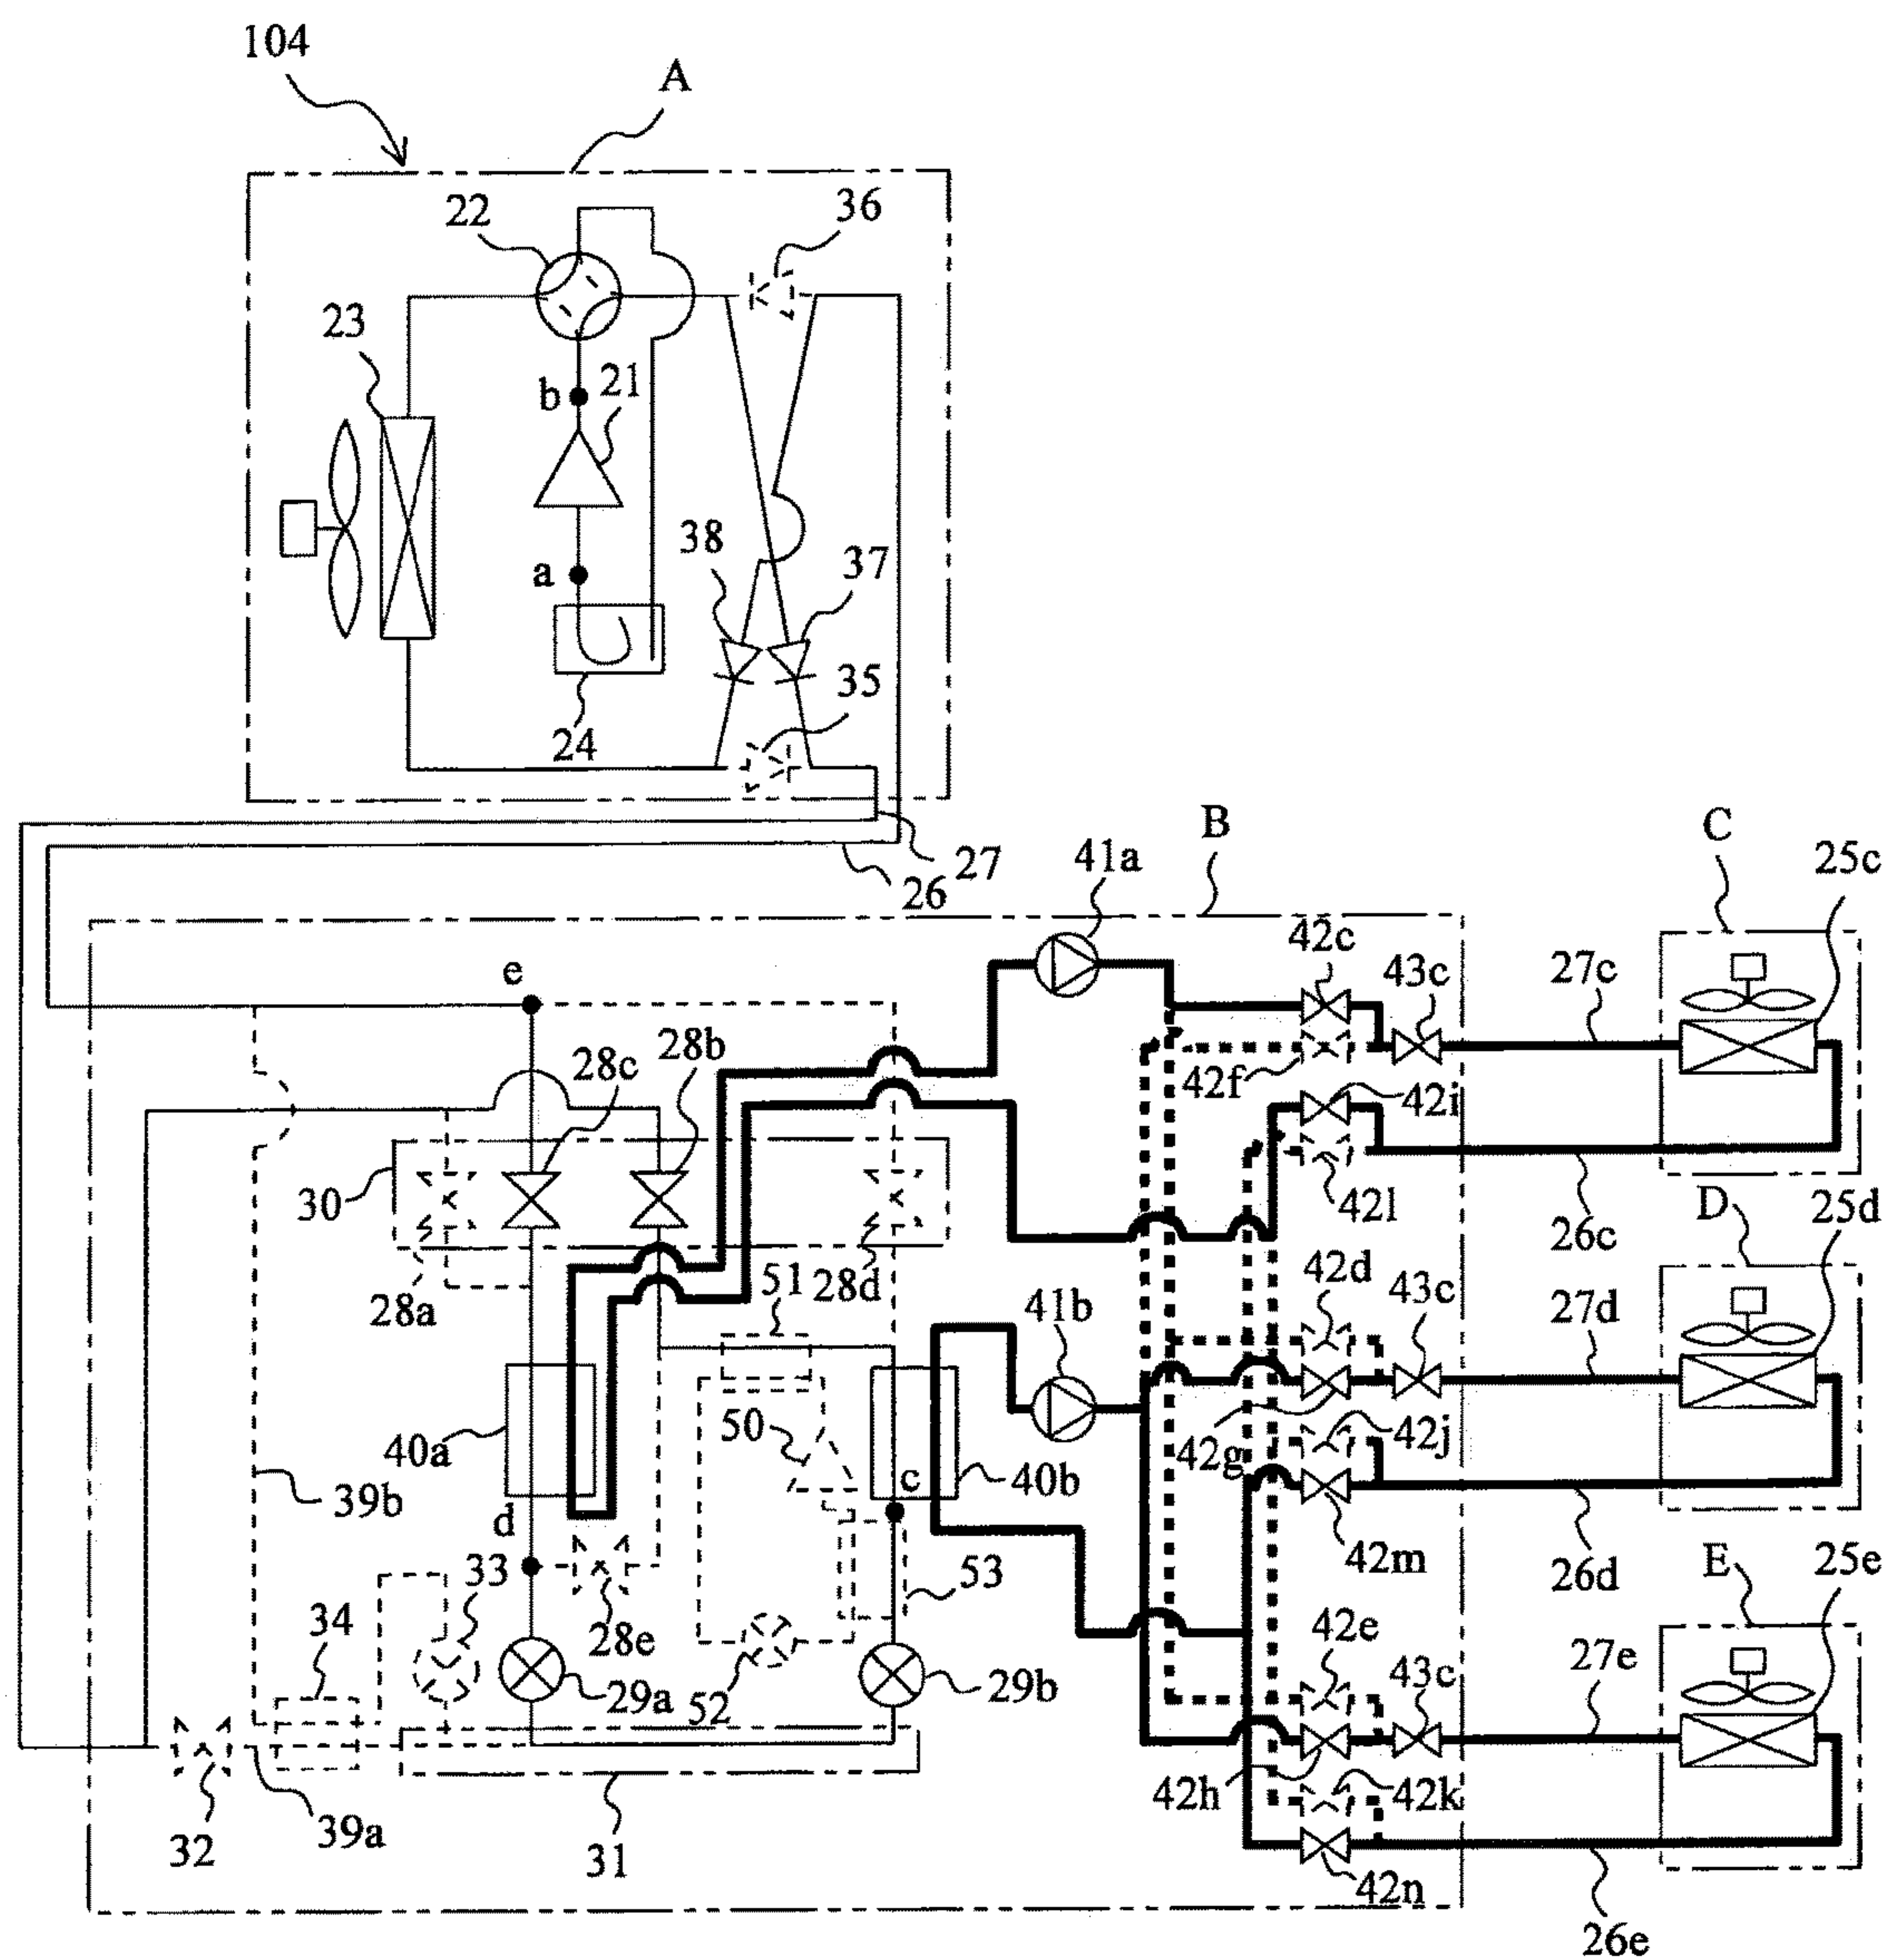 104
A
22
36
23
b
21
38
37
a
35
24
27
26
B
41a
C
25c
42c
43c
27c
e
28c
28b
42f
42i
30
42l
26c
D
25d
28a
28d
51
42d
43c
27d
41b
40a
50
c
40b
42g
42j
39b
d
42m
26d
E
25e
33
53
34
28e
42e
43c
27e
29a
52
29b
42h
42k
32
39a
31
42n
26e